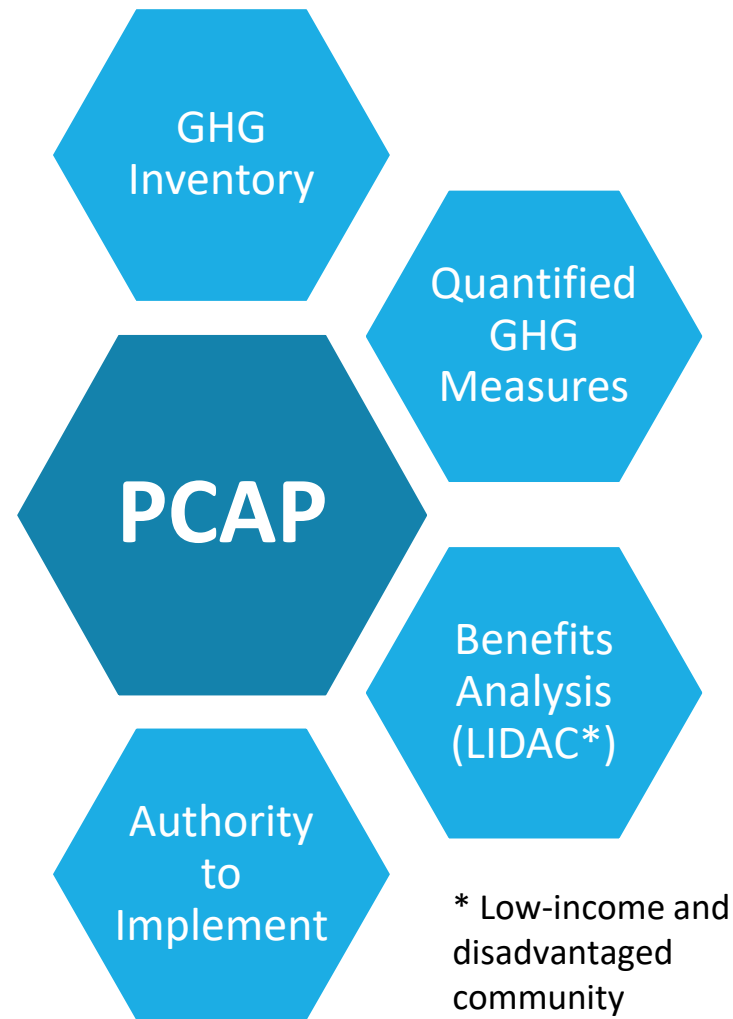 GHG
Inventory
Quantified
GHG
Measures
PCAP
Benefits
Analysis
(LIDAC*)
Authority
to
Implement
* Low-income and
disadvantaged
community